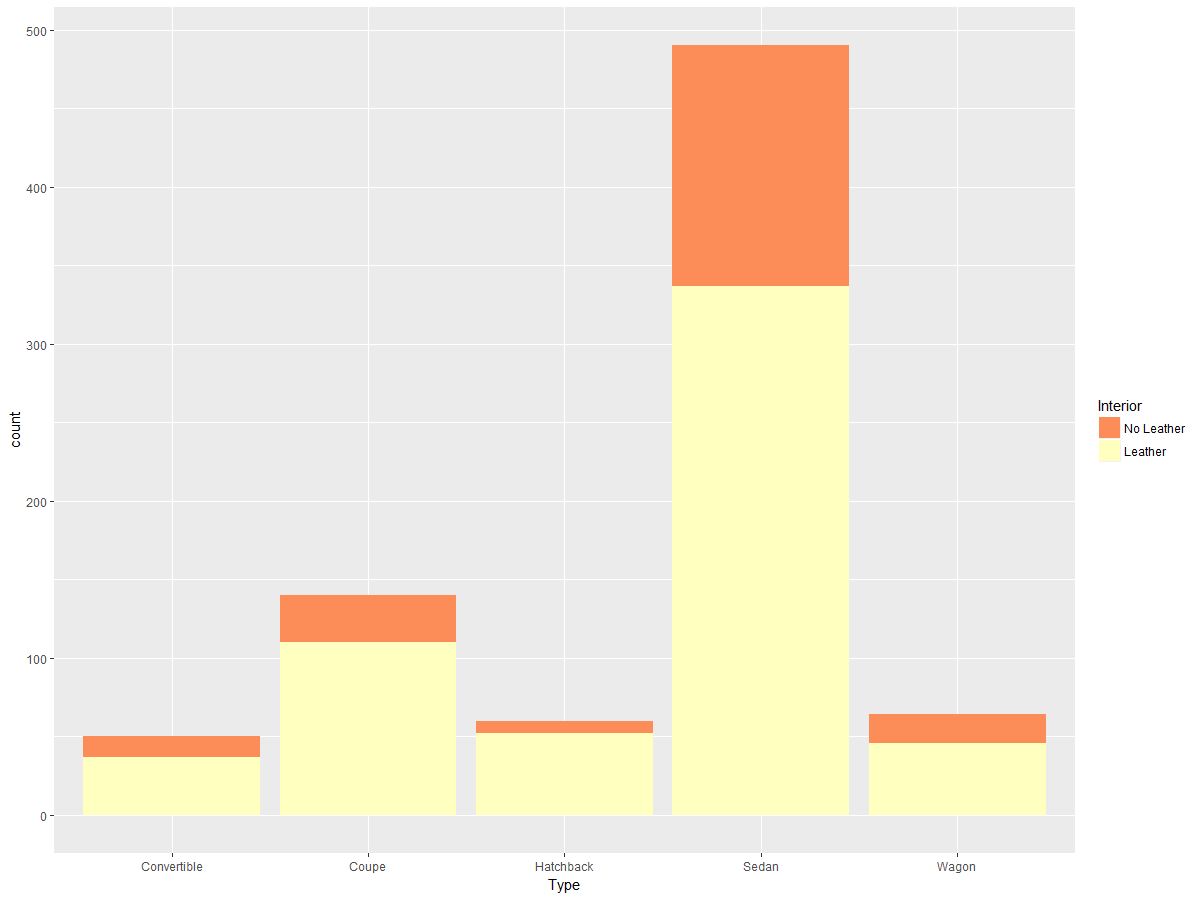 500
400
300
200
100
0
count
Convertible Coupe Hatchback Sedan Wagon
Type
Interior
No Leather
Leather